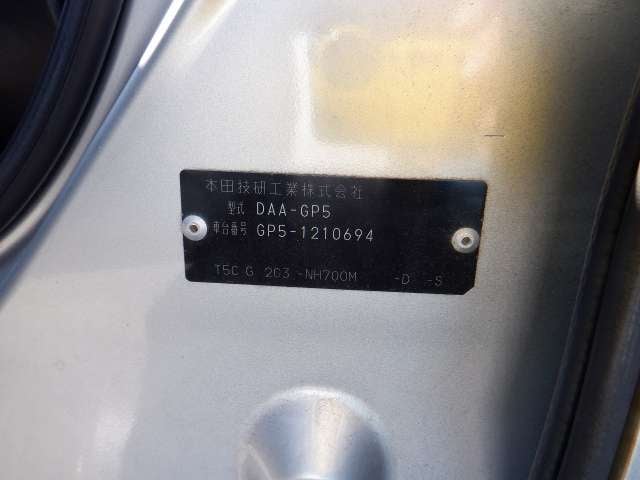 本田技研工業株式会社
型式 DAA-GP5
車台番号 GP5-1210694
T5C G 2C3 -NH700M -D -S